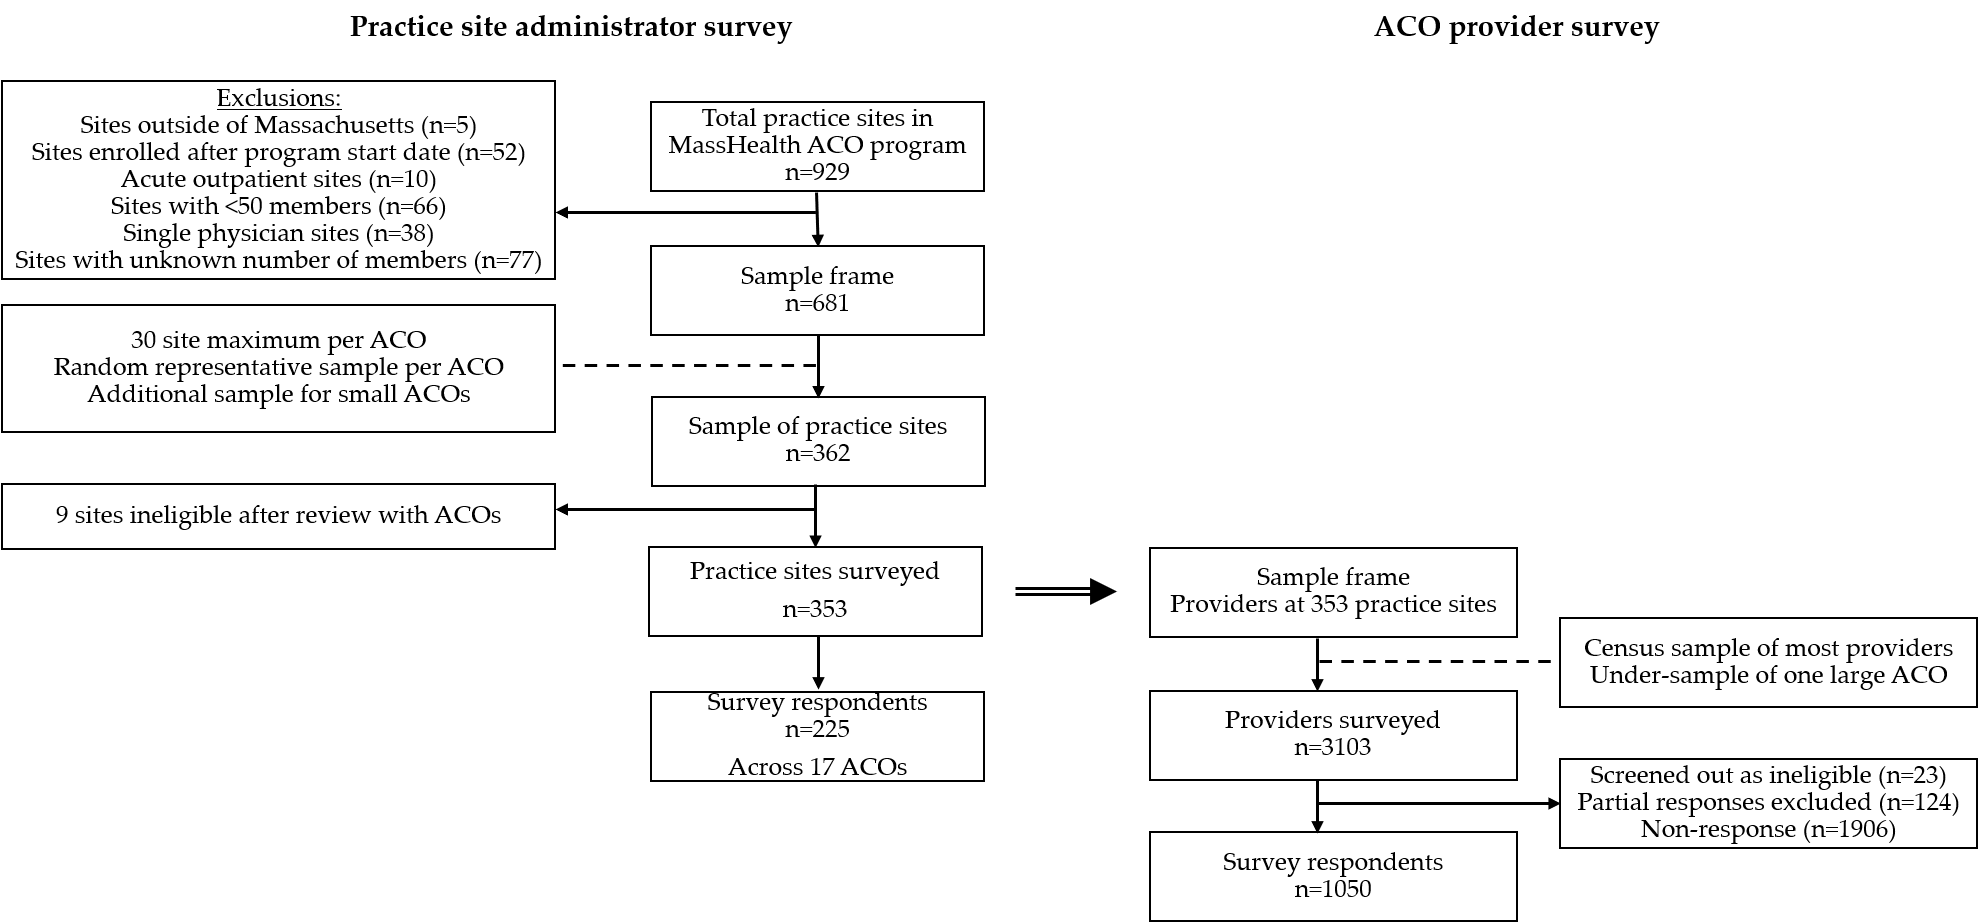 Practice site administrator survey
ACO provider survey
Exclusions:
Sites outside of Massachusetts (n=5)
Sites enrolled after program start date (n=52)
Acute outpatient sites (n=10)
Sites with <50 members (n=66)
Single physician sites (n=38)
Sites with unknown number of members (n=77)
Total practice sites in
MassHealth ACO program
n=929
Sample frame
n=681
30 site maximum per ACO
Random representative sample per ACO
Additional sample for small ACOs
Sample of practice sites
n=362
9 sites ineligible after review with ACOs
Practice sites surveyed
n=353
Survey respondents
n=225
Across 17 ACOs
Sample frame
Providers at 353 practice sites
Census sample of most providers
Under-sample of one large ACO
Providers surveyed
n=3103
Screened out as ineligible (n=23)
Partial responses excluded (n=124)
Non-response (n=1906)
Survey respondents
n=1050